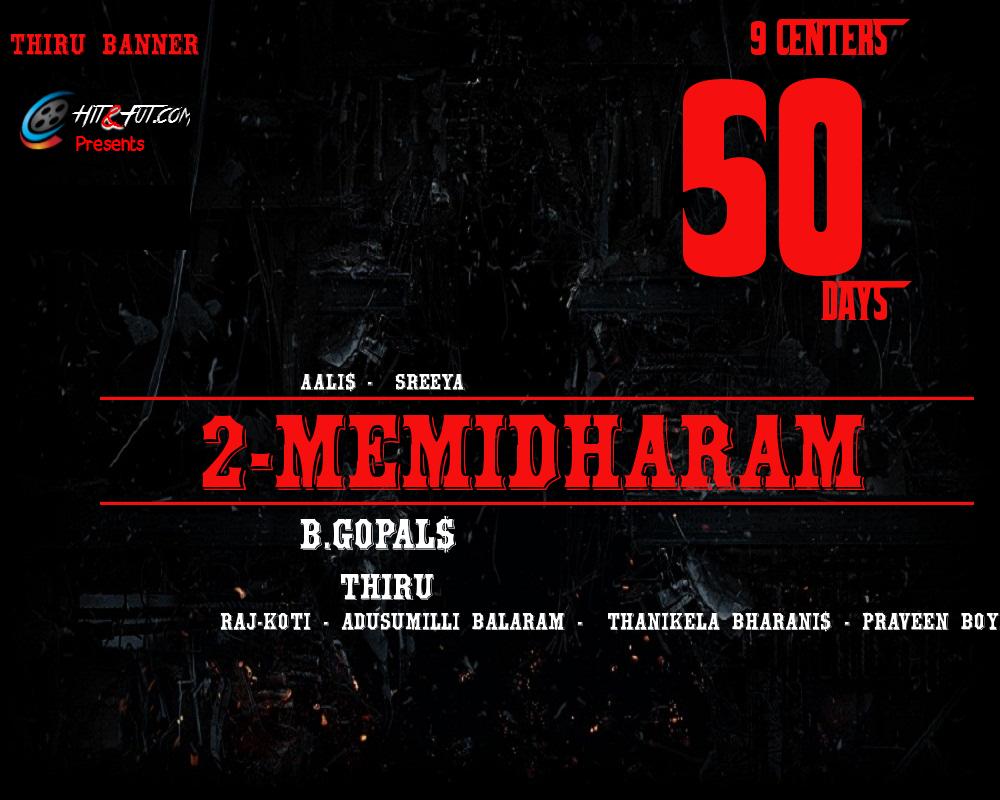 THIRU BANNER
9 CENTERS
HIT&FUT.COM
Presents
50
DAYS
AALI$ - SREEYA
2-MEMIDHARAM
B.GOPAL$
THIRU
RAJ-KOTI - ADUSUMILLI BALARAM - THANIKELA BHARANI$ - PRAVEEN BOY